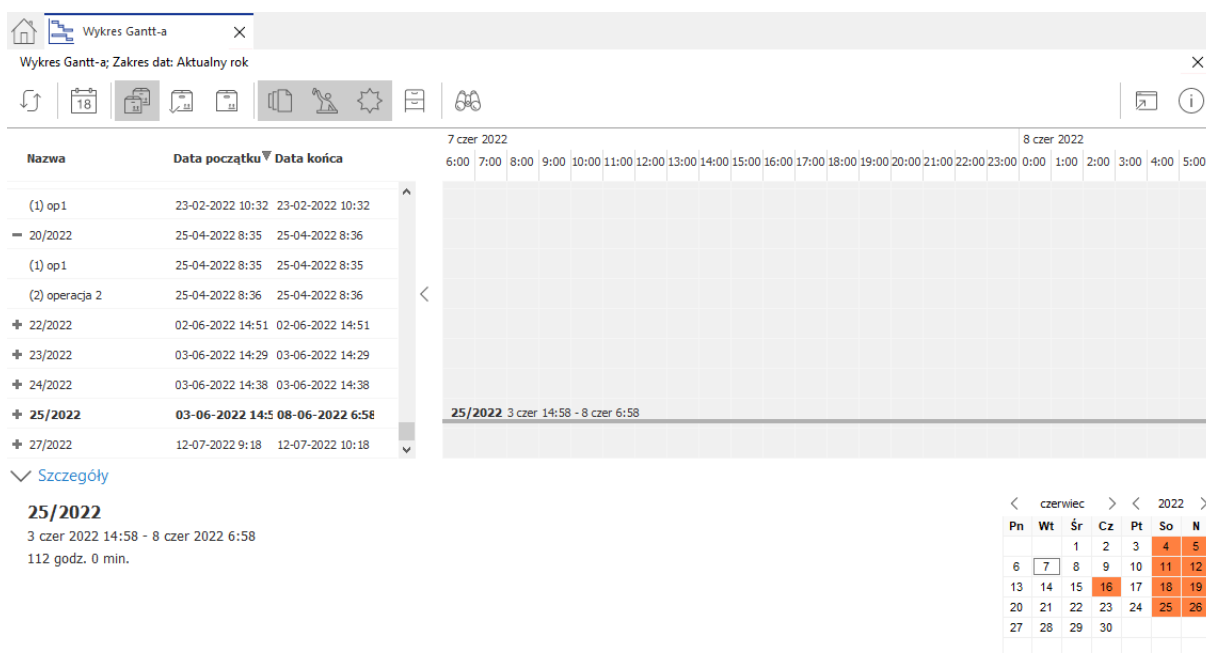 Wykres Gantt-a
Wykres Gantt-a; Zakres dat: Aktualny rok
18
7 czer 2022 8 czer 2022
Nazwa Data początku Data końca
6:00 7:00 8:00 9:00 10:00 11:00 12:00 13:00 14:00 15:00 16:00 17:00 18:00 19:00 20:00 21:00 22:00 23:00 0:00 1:00 2:00 3:00 4:00 5:00
(1) op1 23-02-2022 10:32 23-02-2022 10:32
20/2022 25-04-2022 8:35 25-04-2022 8:36
(1) op1 25-04-2022 8:35 25-04-2022 8:35
(2) operacja 2 25-04-2022 8:36 25-04-2022 8:36
22/2022 02-06-2022 14:51 02-06-2022 14:51
23/2022 03-06-2022 14:29 03-06-2022 14:29
24/2022 03-06-2022 14:38 03-06-2022 14:38
25/2022 03-06-2022 14:5 08-06-2022 6:58 25/2022 3 czer 14:58 - 8 czer 6:58
27/2022 12-07-2022 9:18 12-07-2022 10:18
Szczegóły
25/2022
3 czer 2022 14:58 - 8 czer 2022 6:58
112 godz. 0 min.
czerwiec 2022
Pn Wt Śr Cz Pt So N
1 2 3 4 5
6 7 8 9 10 11 12
13 14 15 16 17 18 19
20 21 22 23 24 25 26
27 28 29 30